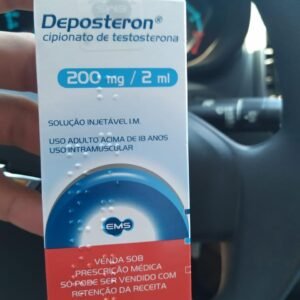 Deposteron®
cipionato de testosterona
200 mg / 2 ml
SOLUÇÃO INJETÁVEL I.M.
USO ADULTO ACIMA DE 18 ANOS
USO INTRAMUSCULAR
EMS
VENDA SOB
PRESCRIÇÃO MÉDICA
SÓ PODE SER VENDIDO COM
RETENÇÃO DA RECEITA